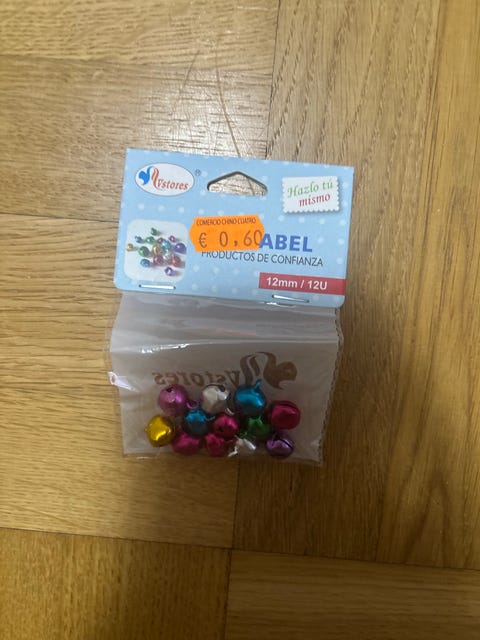 Arstores
®
Hazlo tú
mismo
COMERCIO CHINO CUATRO
€ 0,60
ABEL
PRODUCTOS DE CONFIANZA
12mm / 12U